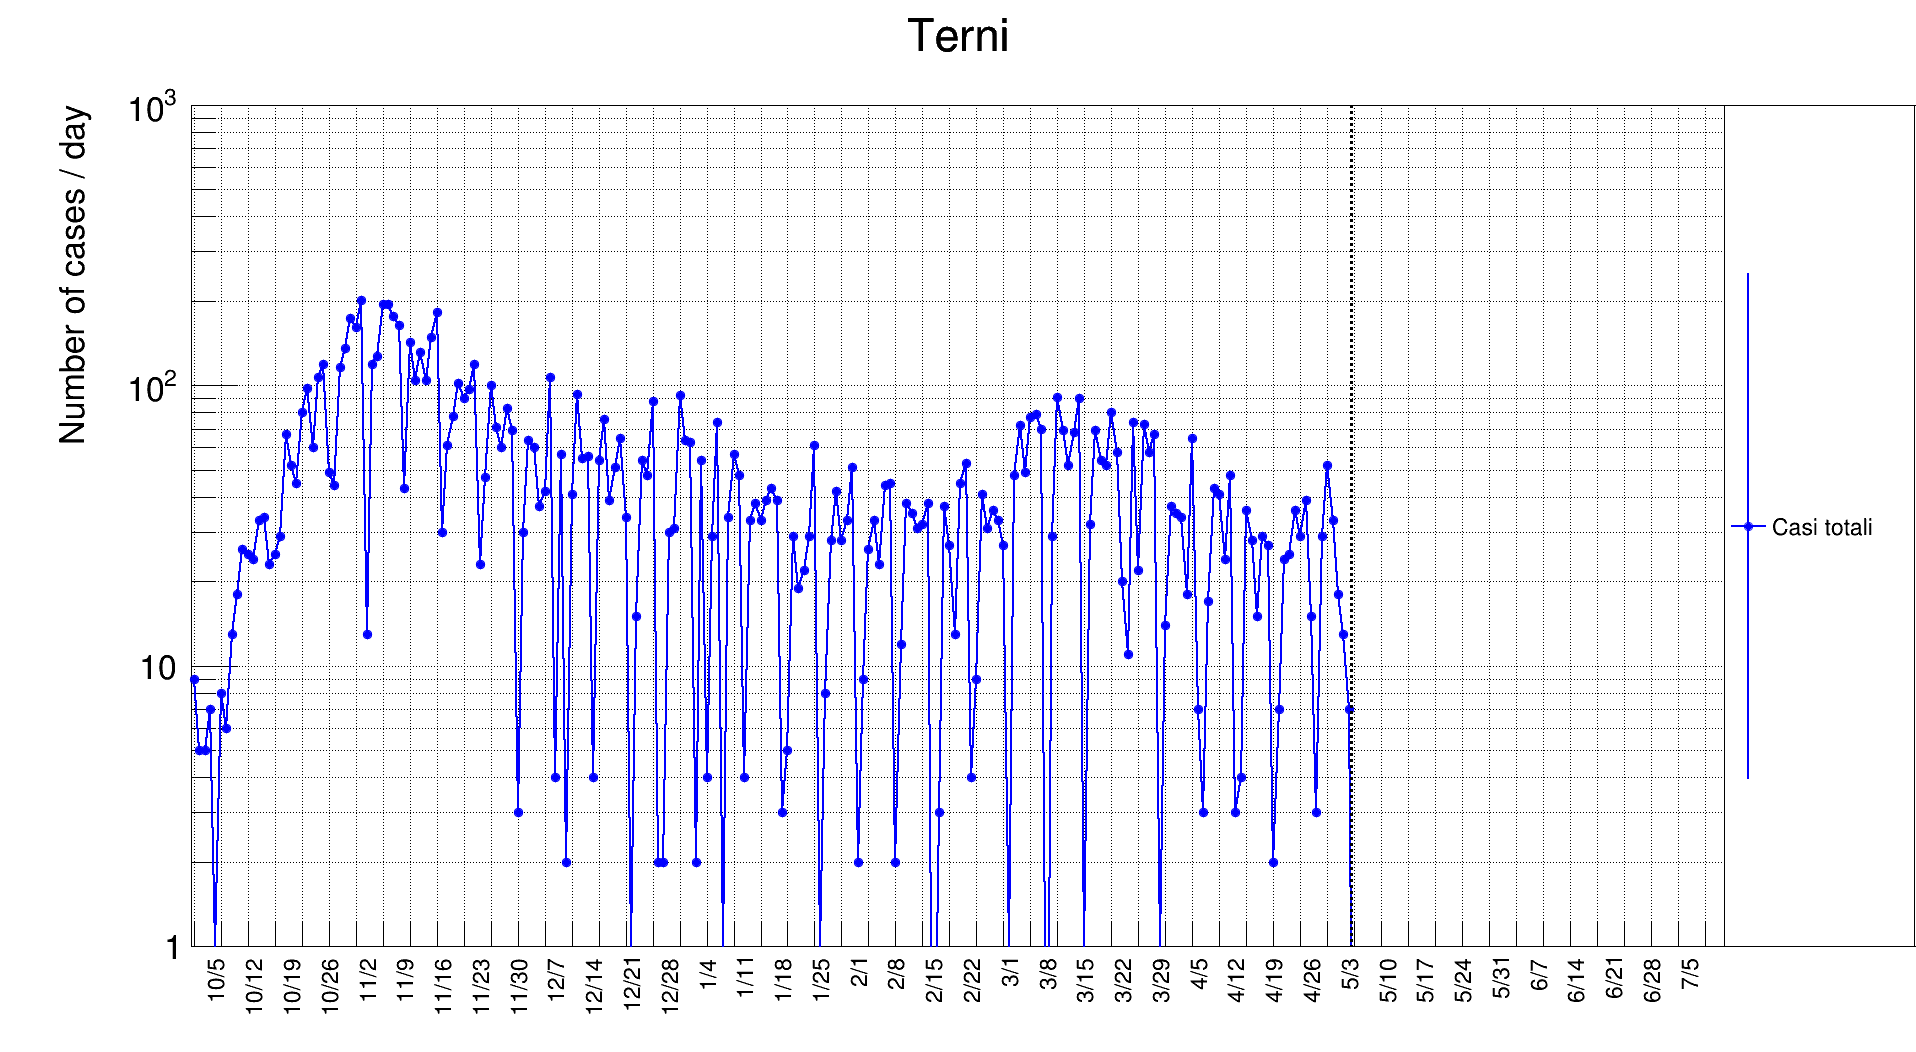 Terni
Number of cases / day
10³
10²
10
1
10/5 10/12 10/19 10/26 11/2 11/9 11/16 11/23 11/30 12/7 12/14 12/21 12/28 1/4 1/11 1/18 1/25 2/1 2/8 2/15 2/22 3/1 3/8 3/15 3/22 3/29 4/5 4/12 4/19 4/26 5/3 5/10 5/17 5/24 5/31 6/7 6/14 6/21 6/28 7/5
Casi totali